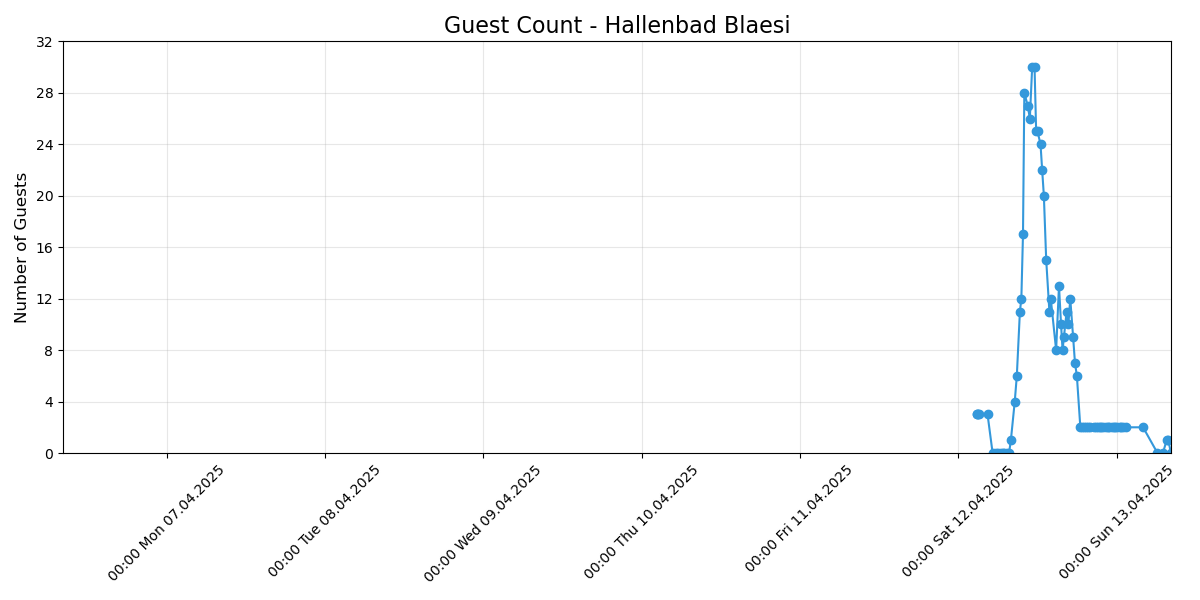 Guest Count - Hallenbad Blaesi
Number of Guests
32
28
24
20
16
12
8
4
0
00:00 Mon 07.04.2025
00:00 Tue 08.04.2025
00:00 Wed 09.04.2025
00:00 Thu 10.04.2025
00:00 Fri 11.04.2025
00:00 Sat 12.04.2025
00:00 Sun 13.04.2025